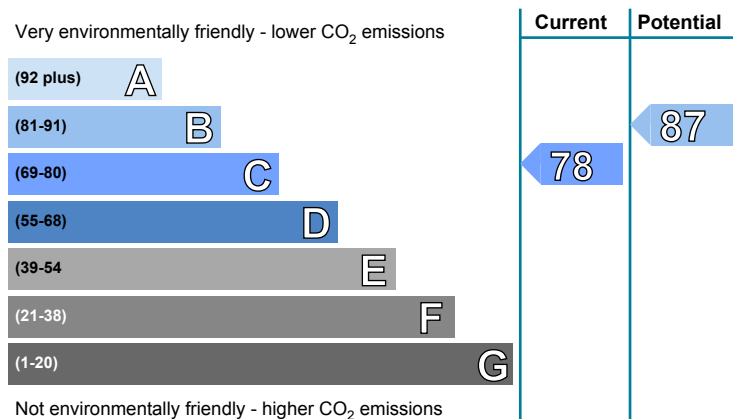 Current Potential
Very environmentally friendly - lower CO₂ emissions
(92 plus) A
(81-91) B
87
(69-80) C
78
(55-68) D
(39-54 E
(21-38) F
(1-20) G
Not environmentally friendly - higher CO₂ emissions